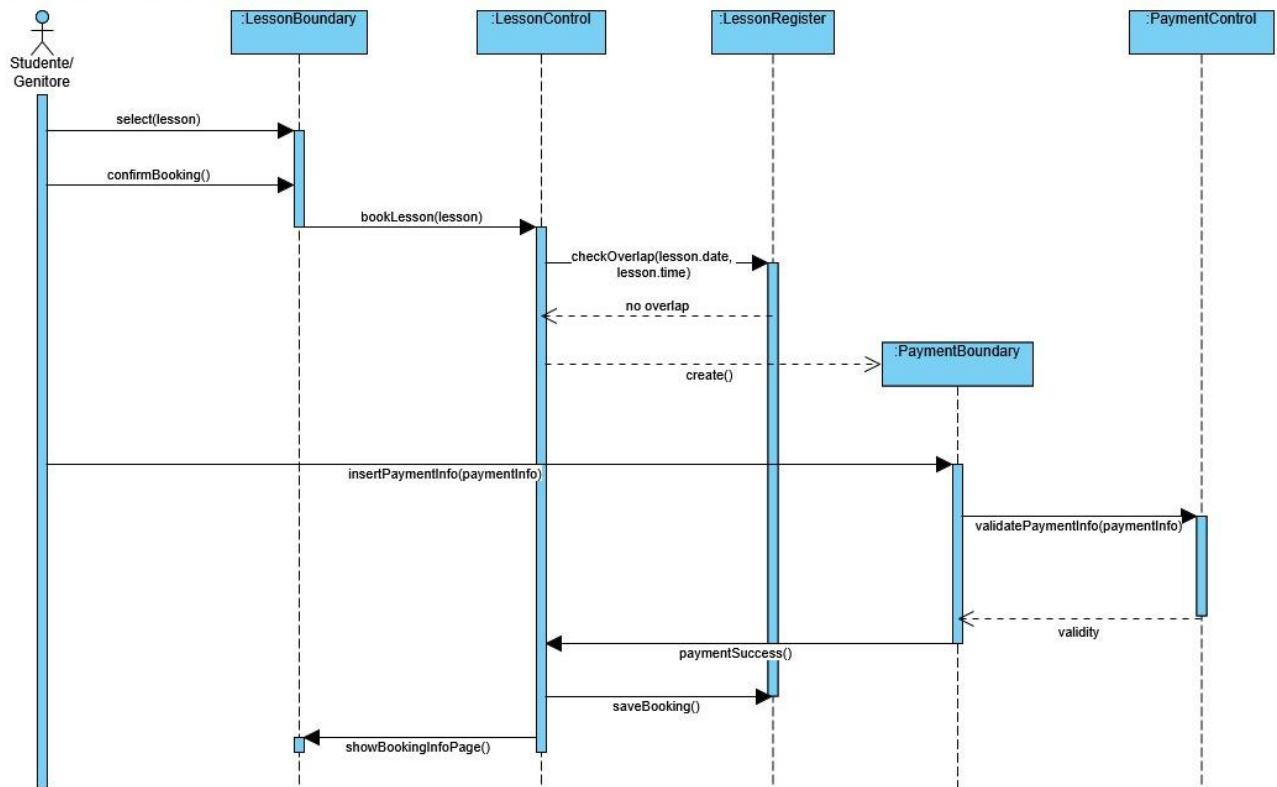 :LessonBoundary
:LessonControl
:LessonRegister
:PaymentControl
Studente/
Genitore
select(lesson)
confirmBooking()
bookLesson(lesson)
checkOverlap(lesson.date,
lesson.time)
no overlap
:PaymentBoundary
create()
insertPaymentInfo(paymentInfo)
validatePaymentInfo(paymentInfo)
validity
paymentSuccess()
saveBooking()
showBookingInfoPage()